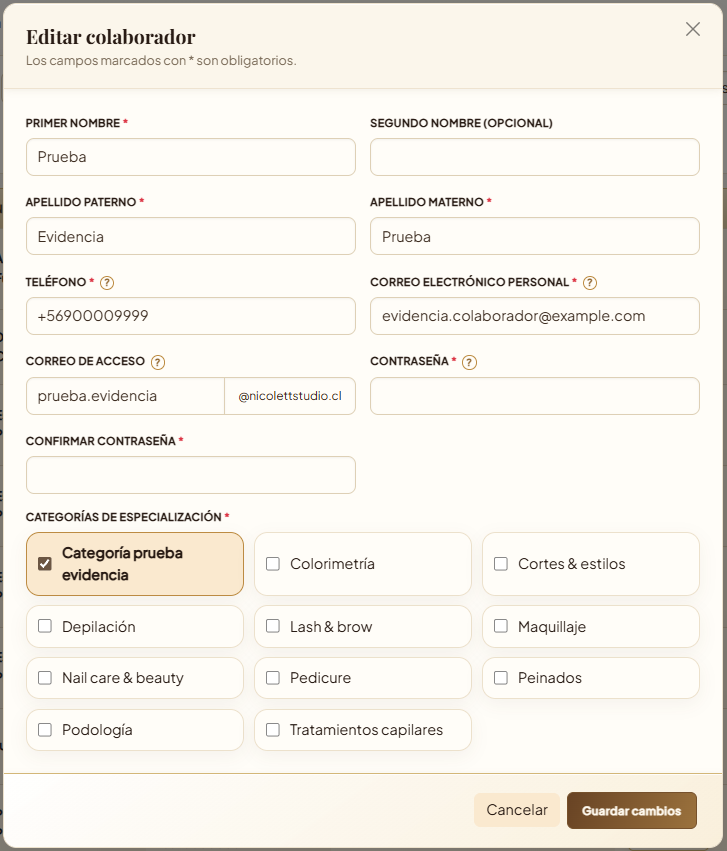 Editar colaborador
Los campos marcados con * son obligatorios.
PRIMER NOMBRE *
SEGUNDO NOMBRE (OPCIONAL)
Prueba
APELLIDO PATERNO *
APELLIDO MATERNO *
Evidencia
Prueba
TELÉFONO * ?
CORREO ELECTRÓNICO PERSONAL * ?
+56900009999
evidencia.colaborador@example.com
CORREO DE ACCESO ?
CONTRASEÑA * ?
prueba.evidencia
@nicolettstudio.cl
CONFIRMAR CONTRASEÑA *
CATEGORÍAS DE ESPECIALIZACIÓN *
Categoría prueba
evidencia
Colorimetría
Cortes & estilos
Depilación
Lash & brow
Maquillaje
Nail care & beauty
Pedicure
Peinados
Podología
Tratamientos capilares
Cancelar
Guardar cambios